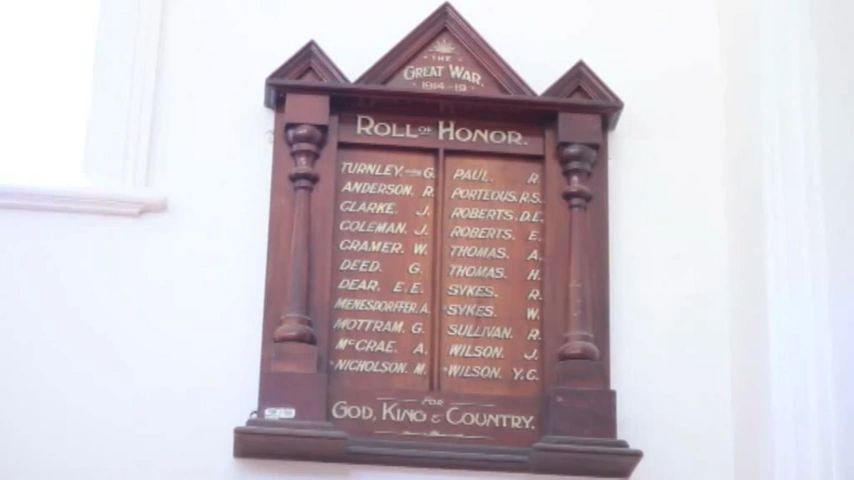 THE
GREAT WAR.
1914-19
ROLL OF HONOR.
TURNLEY. G.
ANDERSON. R.
CLARKE. J.
COLEMAN. J.
CRAMER. W.
DEED. G.
DEAR. E.E.
MENESDORFFER. A.
MOTTRAM. G.
McCRAE. A.
NICHOLSON. M.
PAUL. R.
PORTEOUS. R.S.
ROBERTS. D.E.
ROBERTS. E.
THOMAS. A.
THOMAS. H.
SYKES. R.
SYKES. W.
SULLIVAN. R.
WILSON. J.
WILSON. Y.C.
FOR
GOD, KING & COUNTRY.